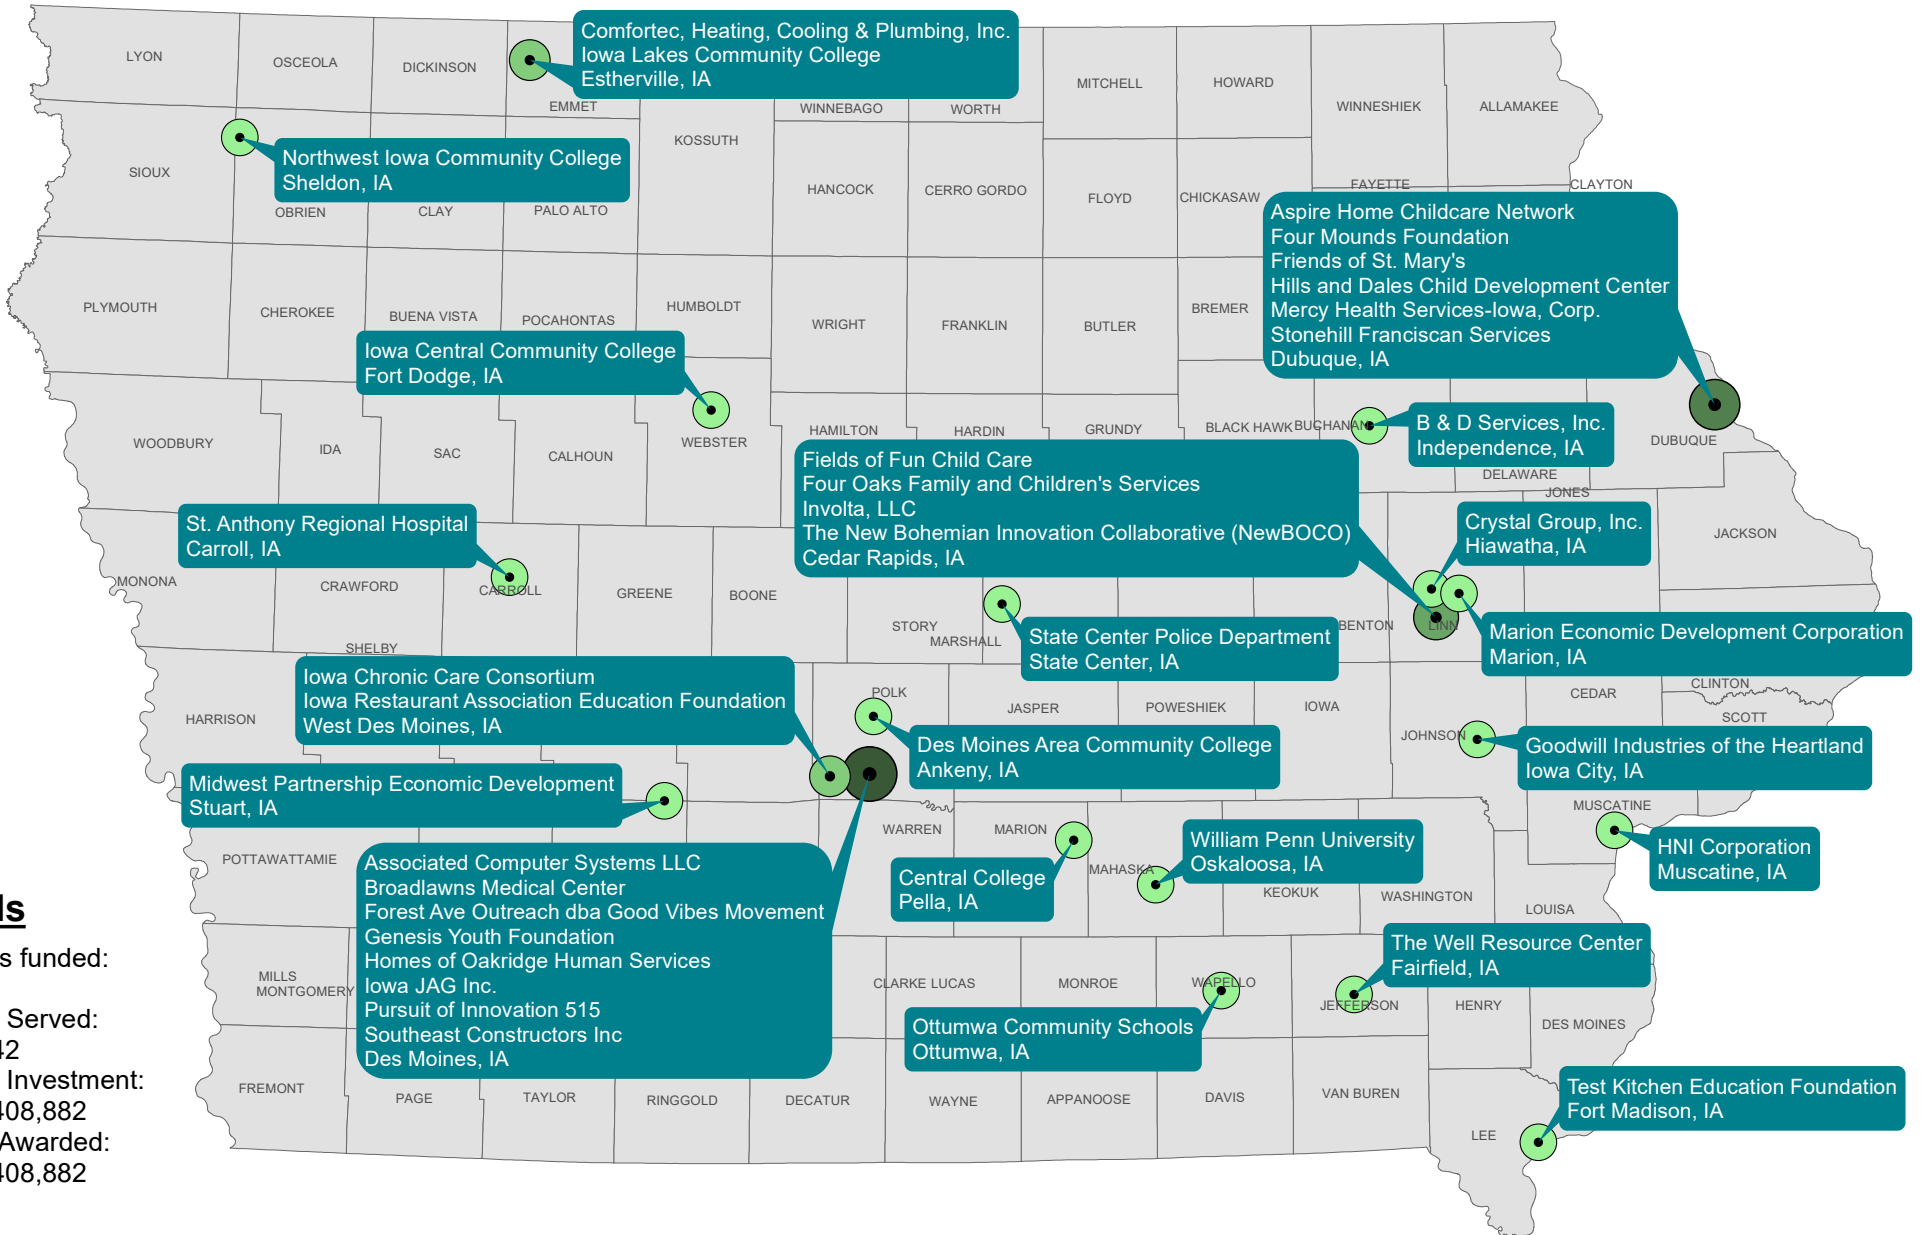 Comfortec, Heating, Cooling & Plumbing, Inc.
Iowa Lakes Community College
Estherville, IA
LYON
OSCEOLA
DICKINSON
EMMET
WINNEBAGO
WORTH
MITCHELL
HOWARD
WINNESHIEK
ALLAMAKEE
KOSSUTH
Northwest Iowa Community College
Sheldon, IA
SIOUX
OBRIEN
CLAY
PALO ALTO
HANCOCK
CERRO GORDO
FLOYD
CHICKASAW
FAYETTE
CLAYTON
Aspire Home Childcare Network
Four Mounds Foundation
Friends of St. Mary's
Hills and Dales Child Development Center
Mercy Health Services-Iowa, Corp.
Stonehill Franciscan Services
Dubuque, IA
PLYMOUTH
CHEROKEE
BUENA VISTA
POCAHONTAS
HUMBOLDT
WRIGHT
FRANKLIN
BUTLER
BREMER
Iowa Central Community College
Fort Dodge, IA
WOODBURY
IDA
SAC
CALHOUN
WEBSTER
HAMILTON
HARDIN
GRUNDY
BLACK HAWK
BUCHANAN
B & D Services, Inc.
Independence, IA
DUBUQUE
DELAWARE
JONES
JACKSON
Fields of Fun Child Care
Four Oaks Family and Children's Services
Involta, LLC
The New Bohemian Innovation Collaborative (NewBOCO)
Cedar Rapids, IA
Crystal Group, Inc.
Hiawatha, IA
St. Anthony Regional Hospital
Carroll, IA
MONONA
CRAWFORD
CARROLL
GREENE
BOONE
STORY
MARSHALL
BENTON
LINN
State Center Police Department
State Center, IA
Marion Economic Development Corporation
Marion, IA
SHELBY
Iowa Chronic Care Consortium
Iowa Restaurant Association Education Foundation
West Des Moines, IA
HARRISON
POLK
JASPER
POWESHIEK
IOWA
JOHNSON
CEDAR
CLINTON
SCOTT
Des Moines Area Community College
Ankeny, IA
Goodwill Industries of the Heartland
Iowa City, IA
Midwest Partnership Economic Development
Stuart, IA
MUSCATINE
HNI Corporation
Muscatine, IA
POTTAWATTAMIE
WARREN
MARION
MAHASKA
KEOKUK
WASHINGTON
LOUISA
William Penn University
Oskaloosa, IA
Central College
Pella, IA
Associated Computer Systems LLC
Broadlawns Medical Center
Forest Ave Outreach dba Good Vibes Movement
Genesis Youth Foundation
Homes of Oakridge Human Services
Iowa JAG Inc.
Pursuit of Innovation 515
Southeast Constructors Inc
Des Moines, IA
The Well Resource Center
Fairfield, IA
MILLS
MONTGOMERY
CLARKE
LUCAS
MONROE
WAPELLO
JEFFERSON
HENRY
DES MOINES
Ottumwa Community Schools
Ottumwa, IA
FREMONT
PAGE
TAYLOR
RINGGOLD
DECATUR
WAYNE
APPANOOSE
DAVIS
VAN BUREN
LEE
Test Kitchen Education Foundation
Fort Madison, IA
ls
s funded:
Served:
42
Investment:
408,882
Awarded:
408,882